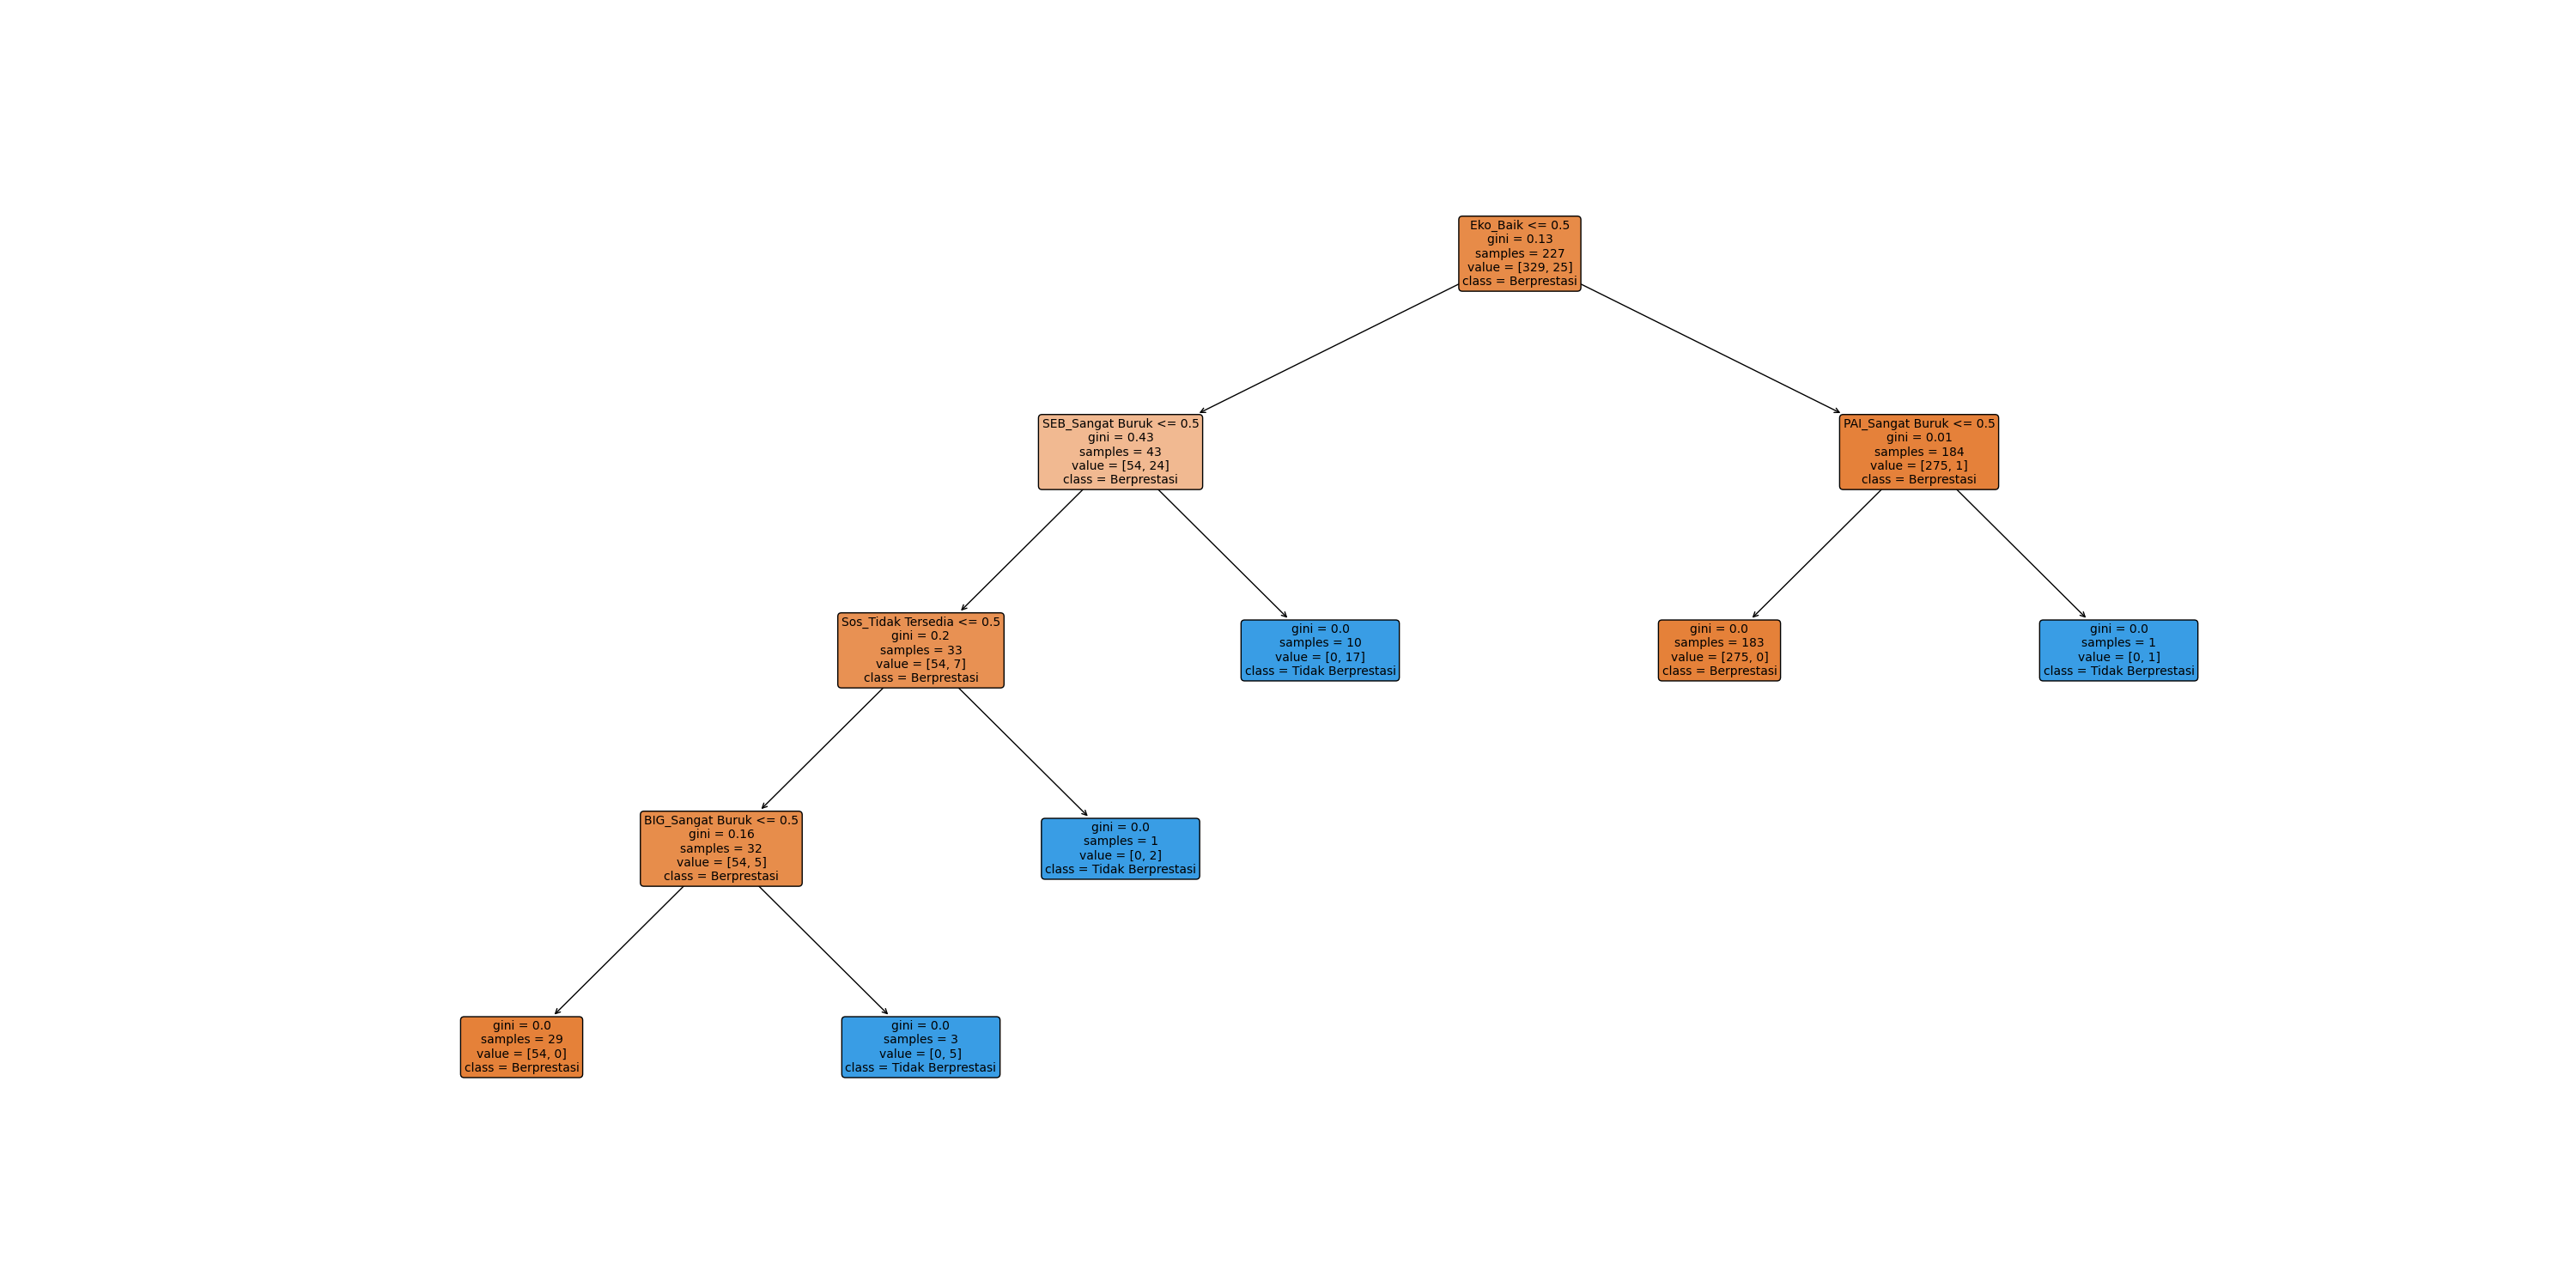 Eko_Baik <= 0.5
gini = 0.13
samples = 227
value = [329, 25]
class = Berprestasi
SEB_Sangat Buruk <= 0.5
gini = 0.43
samples = 43
value = [54, 24]
class = Berprestasi
PAI_Sangat Buruk <= 0.5
gini = 0.01
samples = 184
value = [275, 1]
class = Berprestasi
Sos_Tidak Tersedia <= 0.5
gini = 0.2
samples = 33
value = [54, 7]
class = Berprestasi
gini = 0.0
samples = 10
value = [0, 17]
class = Tidak Berprestasi
gini = 0.0
samples = 183
value = [275, 0]
class = Berprestasi
gini = 0.0
samples = 1
value = [0, 1]
class = Tidak Berprestasi
BIG_Sangat Buruk <= 0.5
gini = 0.16
samples = 32
value = [54, 5]
class = Berprestasi
gini = 0.0
samples = 1
value = [0, 2]
class = Tidak Berprestasi
gini = 0.0
samples = 29
value = [54, 0]
class = Berprestasi
gini = 0.0
samples = 3
value = [0, 5]
class = Tidak Berprestasi